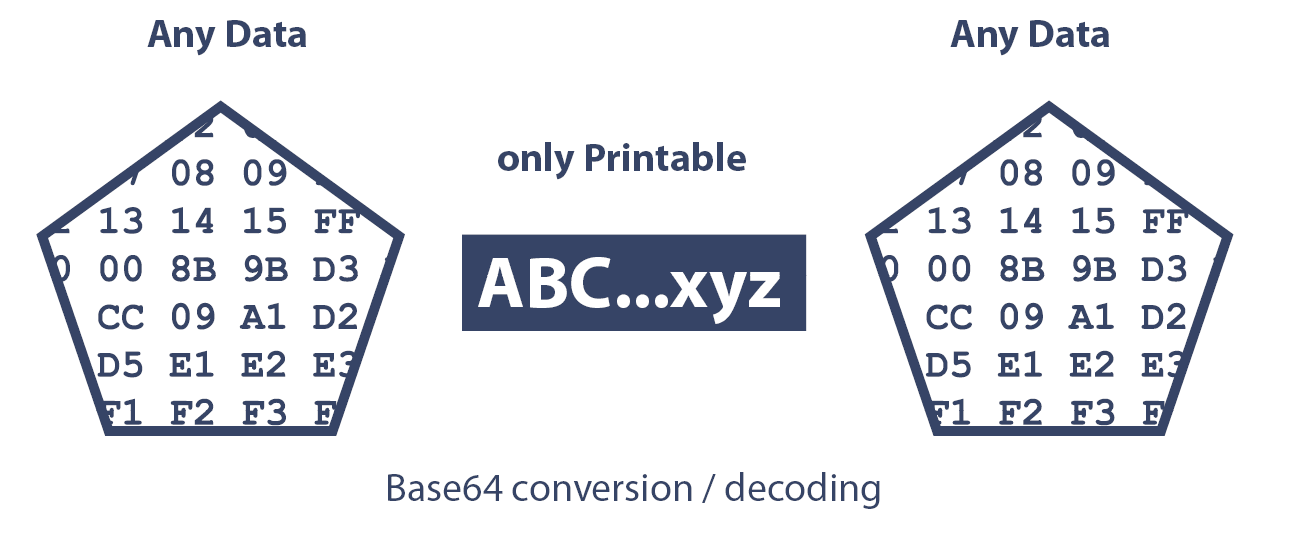 Any Data
2
08 09
13 14 15 FF
00 8B 9B D3
CC 09 A1 D2
D5 E1 E2 E3
F1 F2 F3
only Printable
ABC...xyz
Any Data
2
08 09
13 14 15 FF
00 8B 9B D3
CC 09 A1 D2
D5 E1 E2 E3
F1 F2 F3
Base64 conversion / decoding